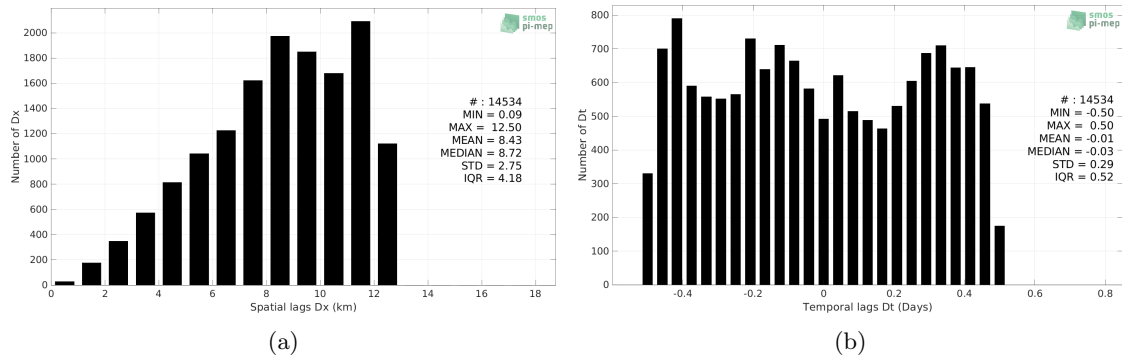 smos
pi-mep
2000
1800
1600
1400
1200
1000
800
600
400
200
0
Number of Dx
# : 14534
MIN = 0.09
MAX = 12.50
MEAN = 8.43
MEDIAN = 8.72
STD = 2.75
IQR = 4.18
0 2 4 6 8 10 12 14 16 18
Spatial lags Dx (km)
(a)
smos
pi-mep
800
700
600
500
400
300
200
100
0
Number of Dt
# : 14534
MIN = -0.50
MAX = 0.50
MEAN = -0.01
MEDIAN = -0.03
STD = 0.29
IQR = 0.52
-0.4 -0.2 0 0.2 0.4 0.6 0.8
Temporal lags Dt (Days)
(b)